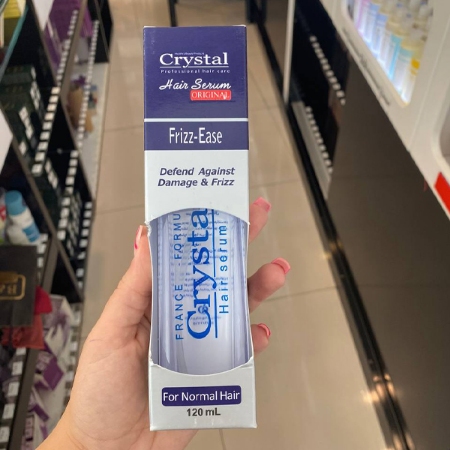 Crystal
Professional hair care
Hair Serum
ORIGINAL
Frizz-Ease
Defend Against
Damage & Frizz
FRANCE - FORMU
Crystal
Hair serum
For Normal Hair
120 mL